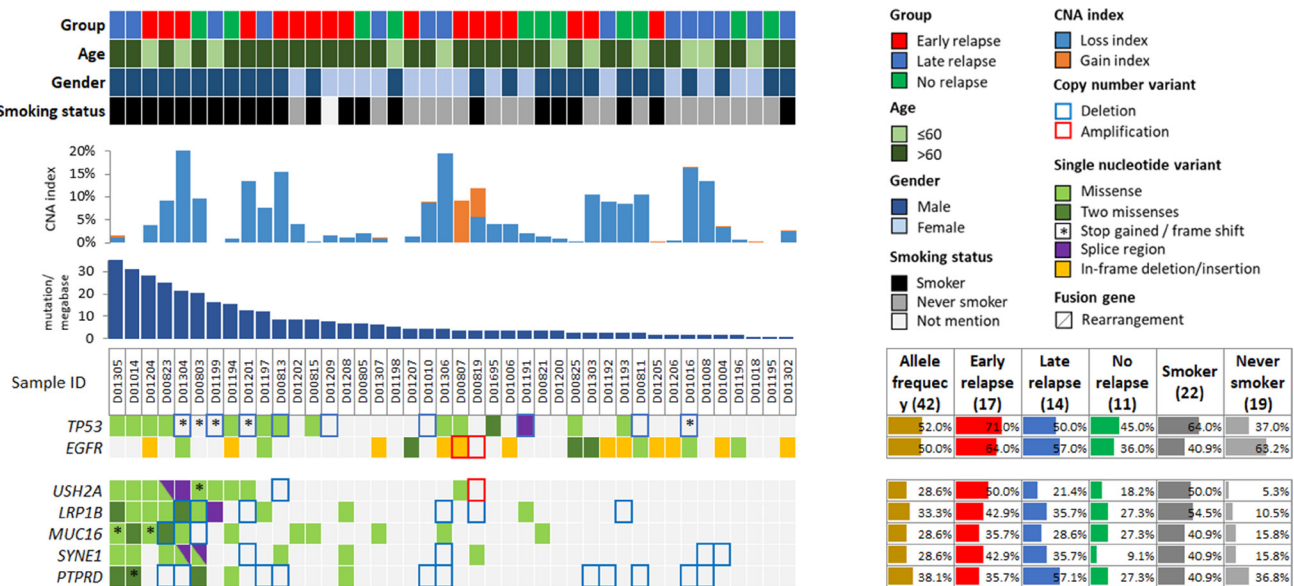 Group
Age
Gender
Smoking status
20%
15%
10%
5%
0%
CNA index
30
20
10
0
mutation/
megabase
Sample ID
D01305
D01014
D01204
D00823
D01304
D00803
D01199
D01194
D01201
D01197
D00813
D01202
D00815
D01209
D01208
D00805
D01307
D01198
D01207
D01010
D01306
D00807
D00819
D01695
D01006
D01191
D00821
D01200
D00825
D01303
D01192
D01193
D00811
D01205
D01206
D01016
D01008
D01004
D01196
D01018
D01195
D01302
TP53
* * * * *
EGFR
USH2A
*
LRP1B
MUC16
* *
SYNE1
PTPRD
*
Group
Early relapse
Late relapse
No relapse
Age
≤60
>60
Gender
Male
Female
Smoking status
Smoker
Never smoker
Not mention
CNA index
Loss index
Gain index
Copy number variant
Deletion
Amplification
Single nucleotide variant
Missense
Two missenses
* Stop gained / frame shift
Splice region
In-frame deletion/insertion
Fusion gene
Rearrangement
Allele
frequec
y (42)
Early
relapse
(17)
Late
relapse
(14)
No
relapse
(11)
Smoker
(22)
Never
smoker
(19)
52.0% 71.0% 50.0% 45.0% 64.0% 37.0%
50.0% 64.0% 57.0% 36.0% 40.9% 63.2%
28.6% 50.0% 21.4% 18.2% 50.0% 5.3%
33.3% 42.9% 35.7% 27.3% 54.5% 10.5%
28.6% 35.7% 28.6% 27.3% 40.9% 15.8%
28.6% 42.9% 35.7% 9.1% 40.9% 15.8%
38.1% 35.7% 57.1% 27.3% 40.9% 36.8%